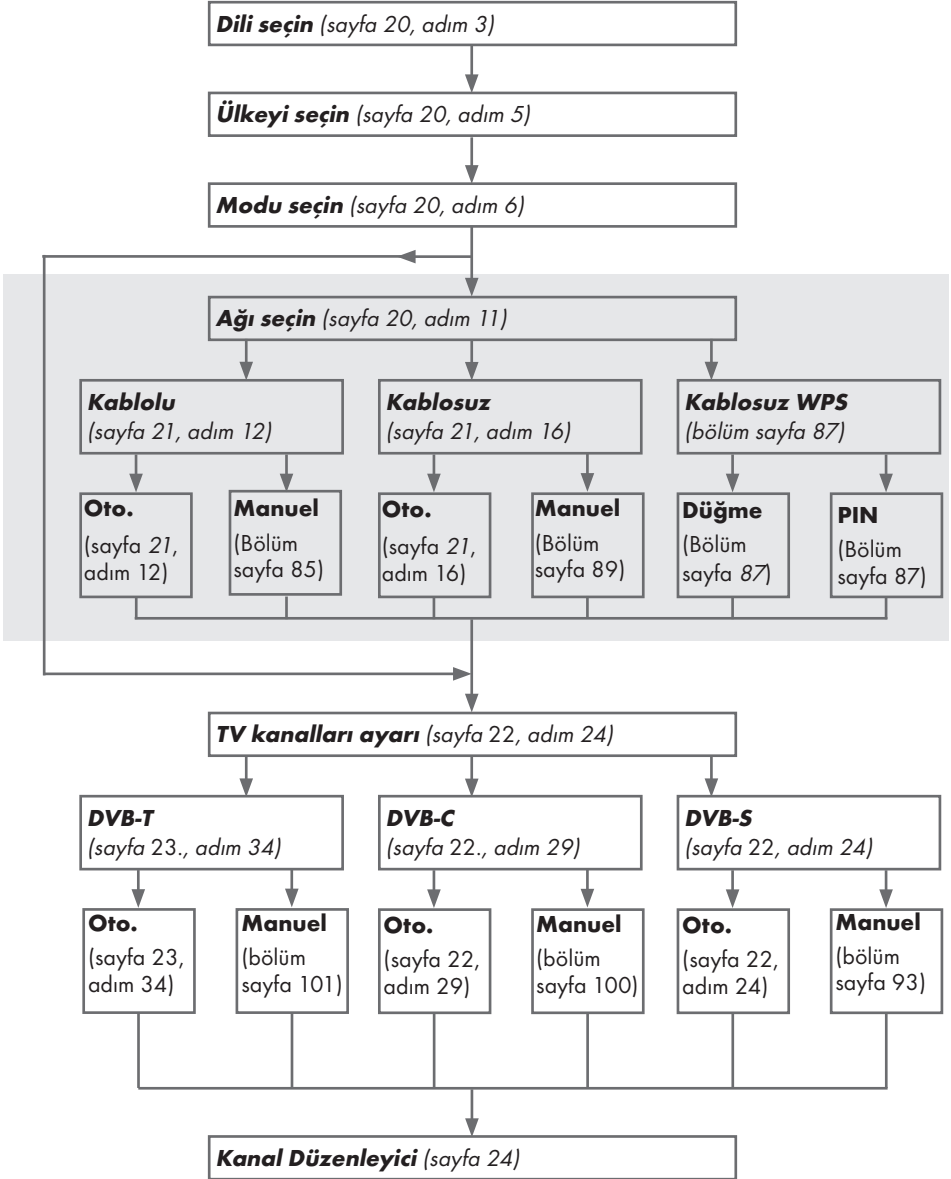 Dili seçin (sayfa 20, adım 3)
Ülkeyi seçin (sayfa 20, adım 5)
Modu seçin (sayfa 20, adım 6)
Ağı seçin (sayfa 20, adım 11)
Kablolu
(sayfa 21, adım 12)
Kablosuz
(sayfa 21, adım 16)
Kablosuz WPS
(bölüm sayfa 87)
Oto.
(sayfa 21,
adım 12)
Manuel
(Bölüm
sayfa 85)
Oto.
(sayfa 21,
adım 16)
Manuel
(Bölüm
sayfa 89)
Düğme
(Bölüm
sayfa 87)
PIN
(Bölüm
sayfa 87)
TV kanalları ayarı (sayfa 22, adım 24)
DVB-T
(sayfa 23., adım 34)
DVB-C
(sayfa 22., adım 29)
DVB-S
(sayfa 22, adım 24)
Oto.
(sayfa 23,
adım 34)
Manuel
(bölüm
sayfa 101)
Oto.
(sayfa 22,
adım 29)
Manuel
(bölüm
sayfa 100)
Oto.
(sayfa 22,
adım 24)
Manuel
(bölüm
sayfa 93)
Kanal Düzenleyici (sayfa 24)